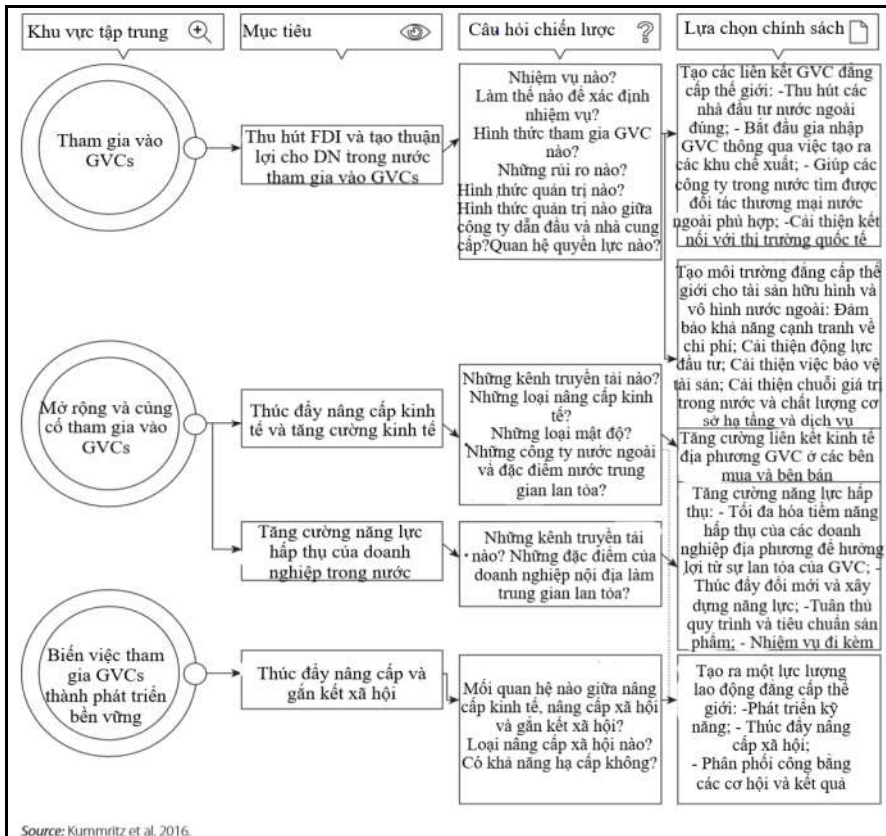 Khu vực tập trung
Mục tiêu
Câu hỏi chiến lược
Lựa chọn chính sách
Tham gia vào
GVCs
Thu hút FDI và tạo thuận
lợi cho DN trong nước
tham gia vào GVCs
Nhiệm vụ nào?
Làm thế nào để xác định
nhiệm vụ?
Hình thức tham gia GVC
nào?
Những rủi ro nào?
Hình thức quản trị nào?
Hình thức quản trị nào giữa
công ty dẫn đầu và nhà cung
cấp?Quan hệ quyền lực nào?
Tạo các liên kết GVC đẳng
cấp thế giới: -Thu hút các
nhà đầu tư nước ngoài
đúng; - Bắt đầu gia nhập
GVC thông qua việc tạo ra
các khu chế xuất; - Giúp các
công ty trong nước tìm được
đối tác thương mại nước
ngoài phù hợp; -Cải thiện kết
nối với thị trường quốc tế
Tạo môi trường đẳng cấp thế
giới cho tài sản hữu hình và
vô hình nước ngoài: Đảm
bảo khả năng cạnh tranh về
chi phí; Cải thiện động lực
đầu tư; Cải thiện việc bảo vệ
tài sản; Cải thiện chuỗi giá trị
trong nước và chất lượng cơ
sở hạ tầng và dịch vụ
Mở rộng và củng
cố tham gia vào
GVCs
Thúc đẩy nâng cấp kinh
tế và tăng cường kinh tế
Những kênh truyền tải nào?
Những loại nâng cấp kinh
tế?
Những loại mật độ?
Những công ty nước ngoài
và đặc điểm nước trung
gian lan tỏa?
Tăng cường liên kết kinh tế
địa phương GVC ở các bên
mua và bên bán
Tăng cường năng lực
hấp thụ của doanh
nghiệp trong nước
Những kênh truyền tải
nào? Những đặc điểm của
doanh nghiệp nội địa làm
trung gian lan tỏa?
Tăng cường năng lực hấp
thụ: - Tối đa hóa tiềm năng
hấp thụ của các doanh
nghiệp địa phương để hưởng
lợi từ sự lan tỏa của GVC; -
Thúc đẩy đổi mới và xây
dựng năng lực; -Tuân thủ
quy trình và tiêu chuẩn sản
phẩm; - Nhiệm vụ đi kèm
Biến việc tham
gia GVCs
thành phát triển
bền vững
Thúc đẩy nâng cấp và
gắn kết xã hội
Mối quan hệ nào giữa nâng
cấp kinh tế, nâng cấp xã hội
và gắn kết xã hội?
Loại nâng cấp xã hội nào?
Có khả năng hạ cấp không?
Tạo ra một lực lượng
lao động đẳng cấp thế
giới: -Phát triển kỹ
năng; - Thúc đẩy nâng
cấp xã hội;
- Phân phối công bằng
các cơ hội và kết quả
Source: Kummritz et al. 2016.